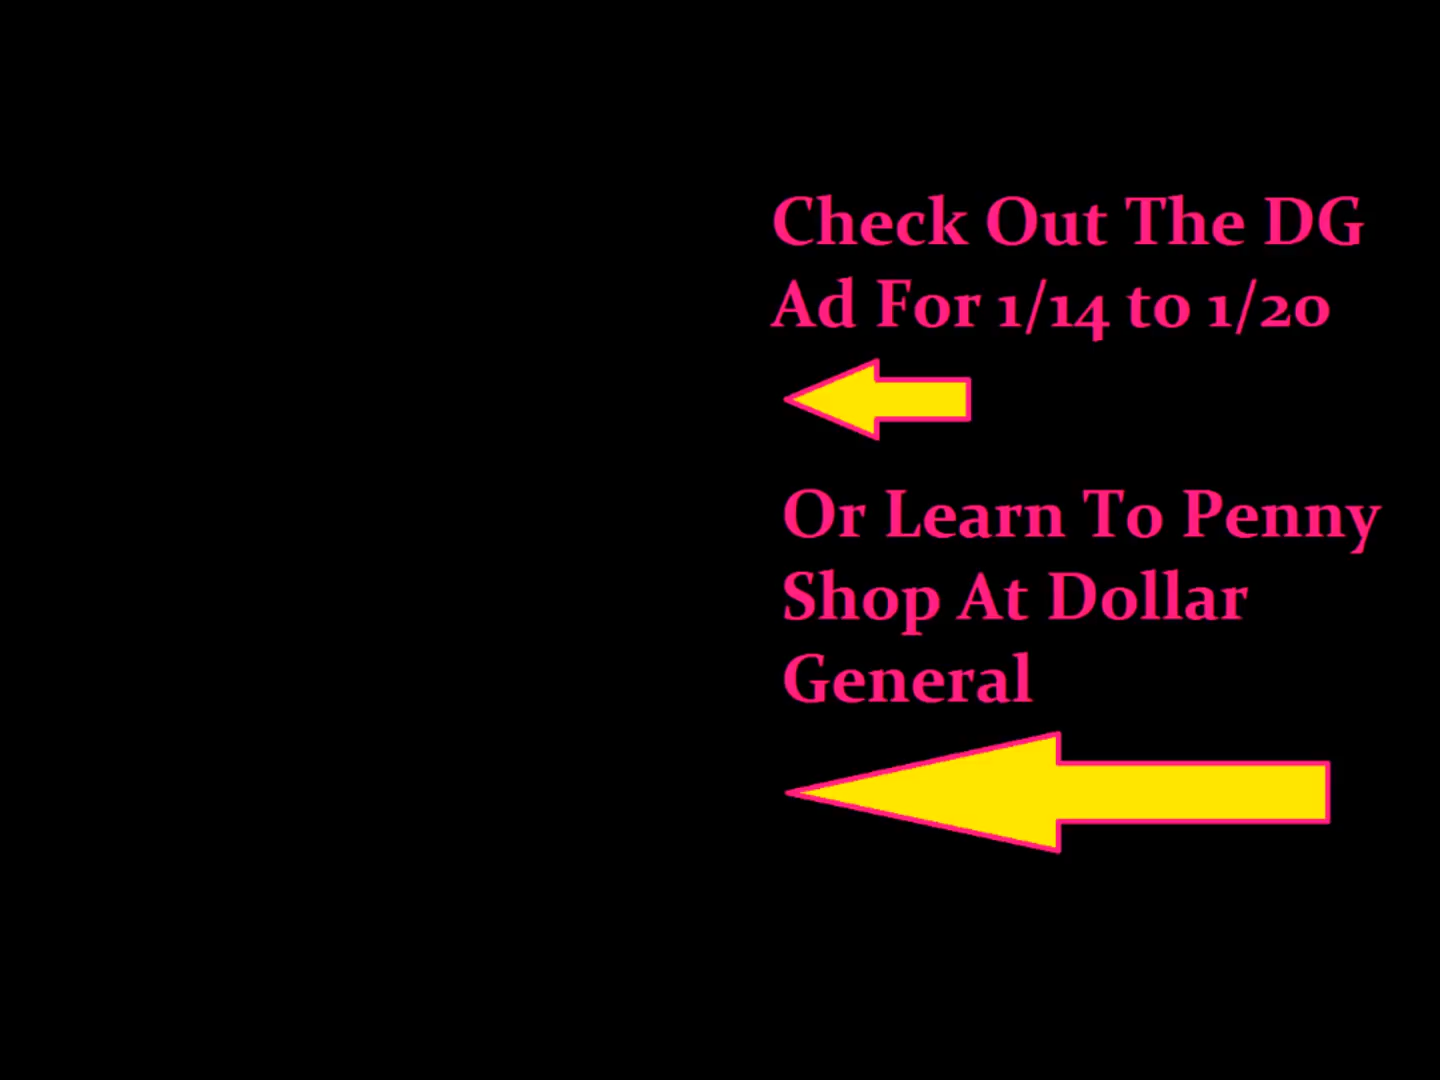 Check Out The DG
Ad For 1/14 to 1/20
Or Learn To Penny
Shop At Dollar
General